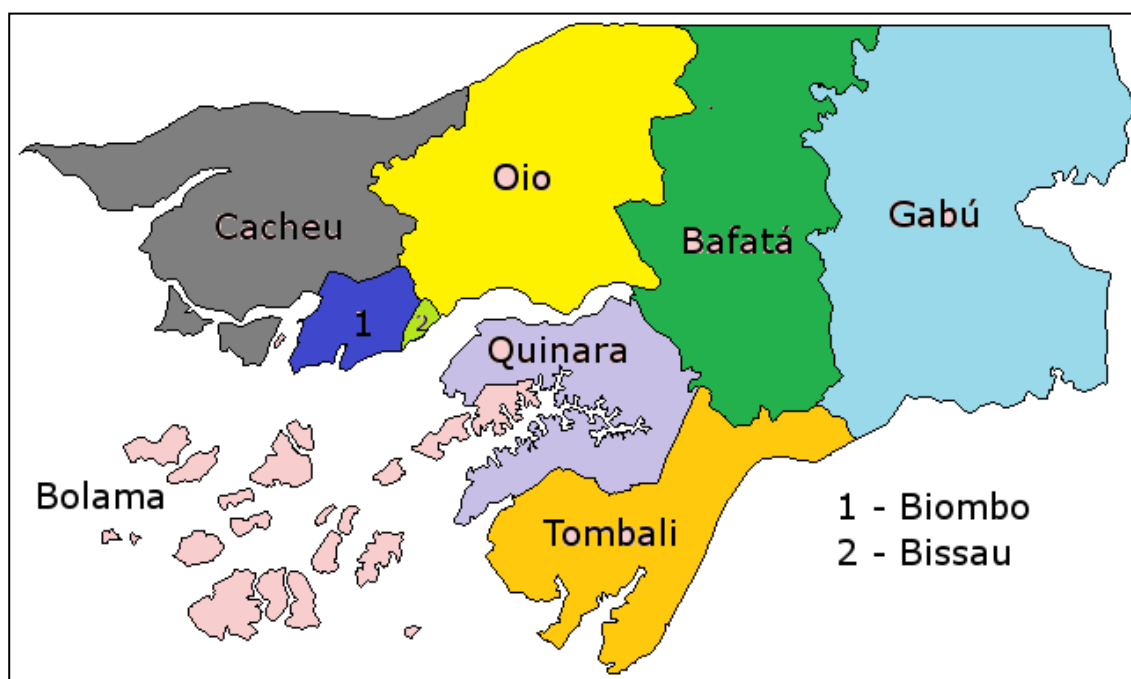 Oio
Cacheu
Bafatá
Gabú
1
2
Quinara
Bolama
Tombali
1 - Biombo
2 - Bissau